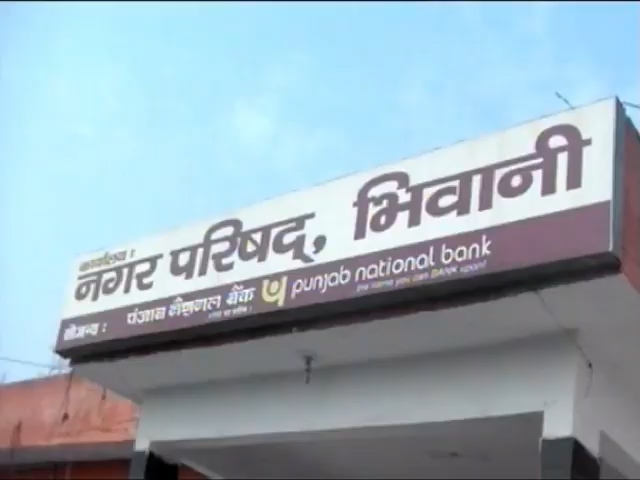 कार्यालय :
नगर परिषद्, भिवानी
सौजन्य : पंजाब नैशनल बैंक punjab national bank
the name you can BANK upon!